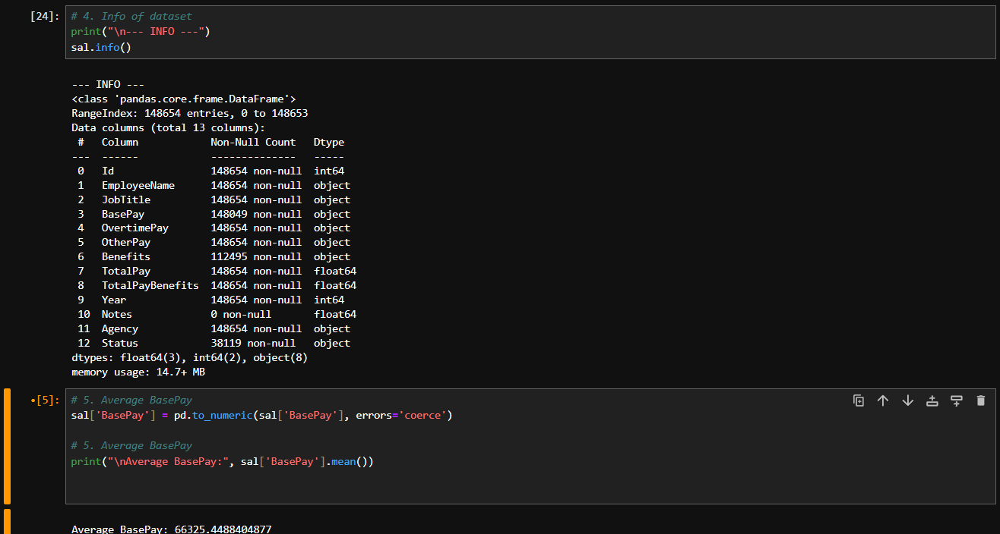 [24]: # 4. Info of dataset
print("\n--- INFO ---")
sal.info()
--- INFO ---
<class 'pandas.core.frame.DataFrame'>
RangeIndex: 148654 entries, 0 to 148653
Data columns (total 13 columns):
 #   Column            Non-Null Count   Dtype
---  ------            --------------   -----
 0   Id                148654 non-null  int64
 1   EmployeeName      148654 non-null  object
 2   JobTitle          148654 non-null  object
 3   BasePay           148049 non-null  object
 4   OvertimePay       148654 non-null  object
 5   OtherPay          148654 non-null  object
 6   Benefits          112495 non-null  object
 7   TotalPay          148654 non-null  float64
 8   TotalPayBenefits  148654 non-null  float64
 9   Year              148654 non-null  int64
 10  Notes             0 non-null       float64
 11  Agency            148654 non-null  object
 12  Status            38119 non-null   object
dtypes: float64(3), int64(2), object(8)
memory usage: 14.7+ MB
•[5]: # 5. Average BasePay
sal['BasePay'] = pd.to_numeric(sal['BasePay'], errors='coerce')
# 5. Average BasePay
print("\nAverage BasePay:", sal['BasePay'].mean())
Average BasePay: 66325.4488404877